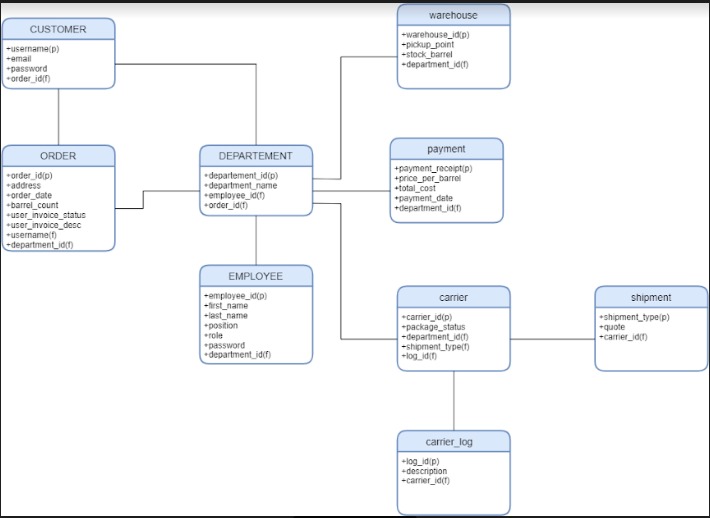 CUSTOMER
+username(p)
+email
+password
+order_id(f)
ORDER
+order_id(p)
+address
+order_date
+barrel_count
+user_invoice_status
+user_invoice_desc
+username(f)
+department_id(f)
DEPARTEMENT
+departement_id(p)
+department_name
+employee_id(f)
+order_id(f)
EMPLOYEE
+employee_id(p)
+first_name
+last_name
+position
+role
+password
+department_id(f)
warehouse
+warehouse_id(p)
+pickup_point
+stock_barrel
+department_id(f)
payment
+payment_receipt(p)
+price_per_barrel
+total_cost
+payment_date
+department_id(f)
carrier
+carrier_id(p)
+package_status
+department_id(f)
+shipment_type(f)
+log_id(f)
shipment
+shipment_type(p)
+quote
+carrier_id(f)
carrier_log
+log_id(p)
+description
+carrier_id(f)